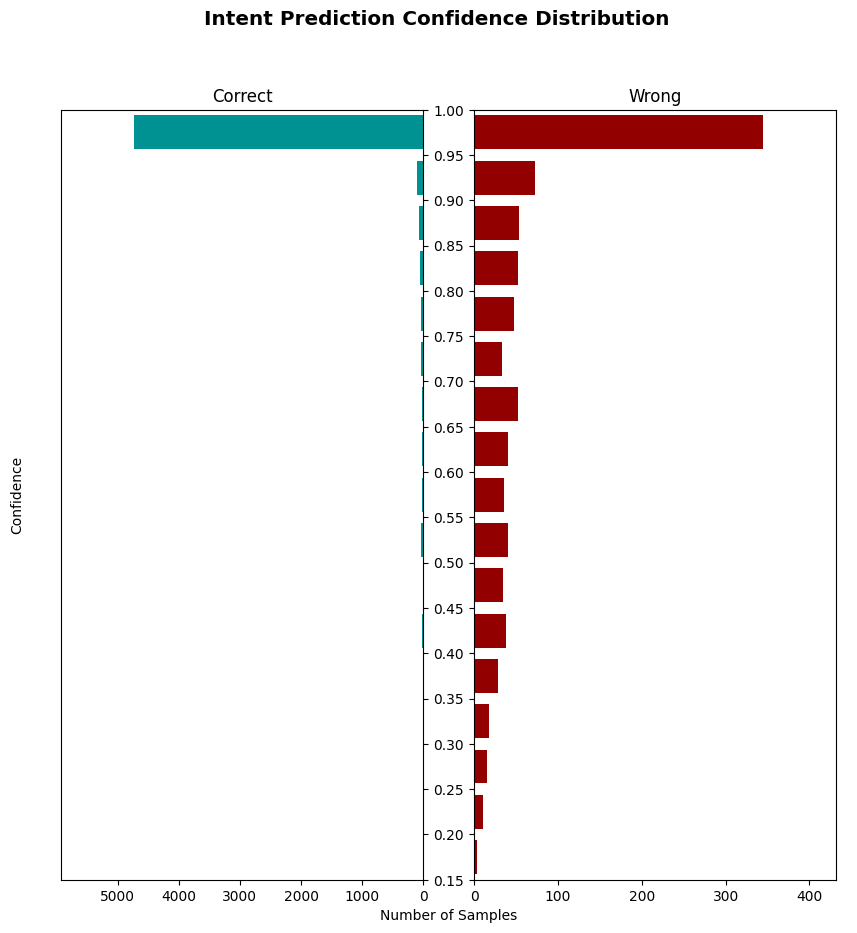 Intent Prediction Confidence Distribution
Correct
Wrong
Confidence
1.00
0.95
0.90
0.85
0.80
0.75
0.70
0.65
0.60
0.55
0.50
0.45
0.40
0.35
0.30
0.25
0.20
0.15
5000 4000 3000 2000 1000 0
0 100 200 300 400
Number of Samples